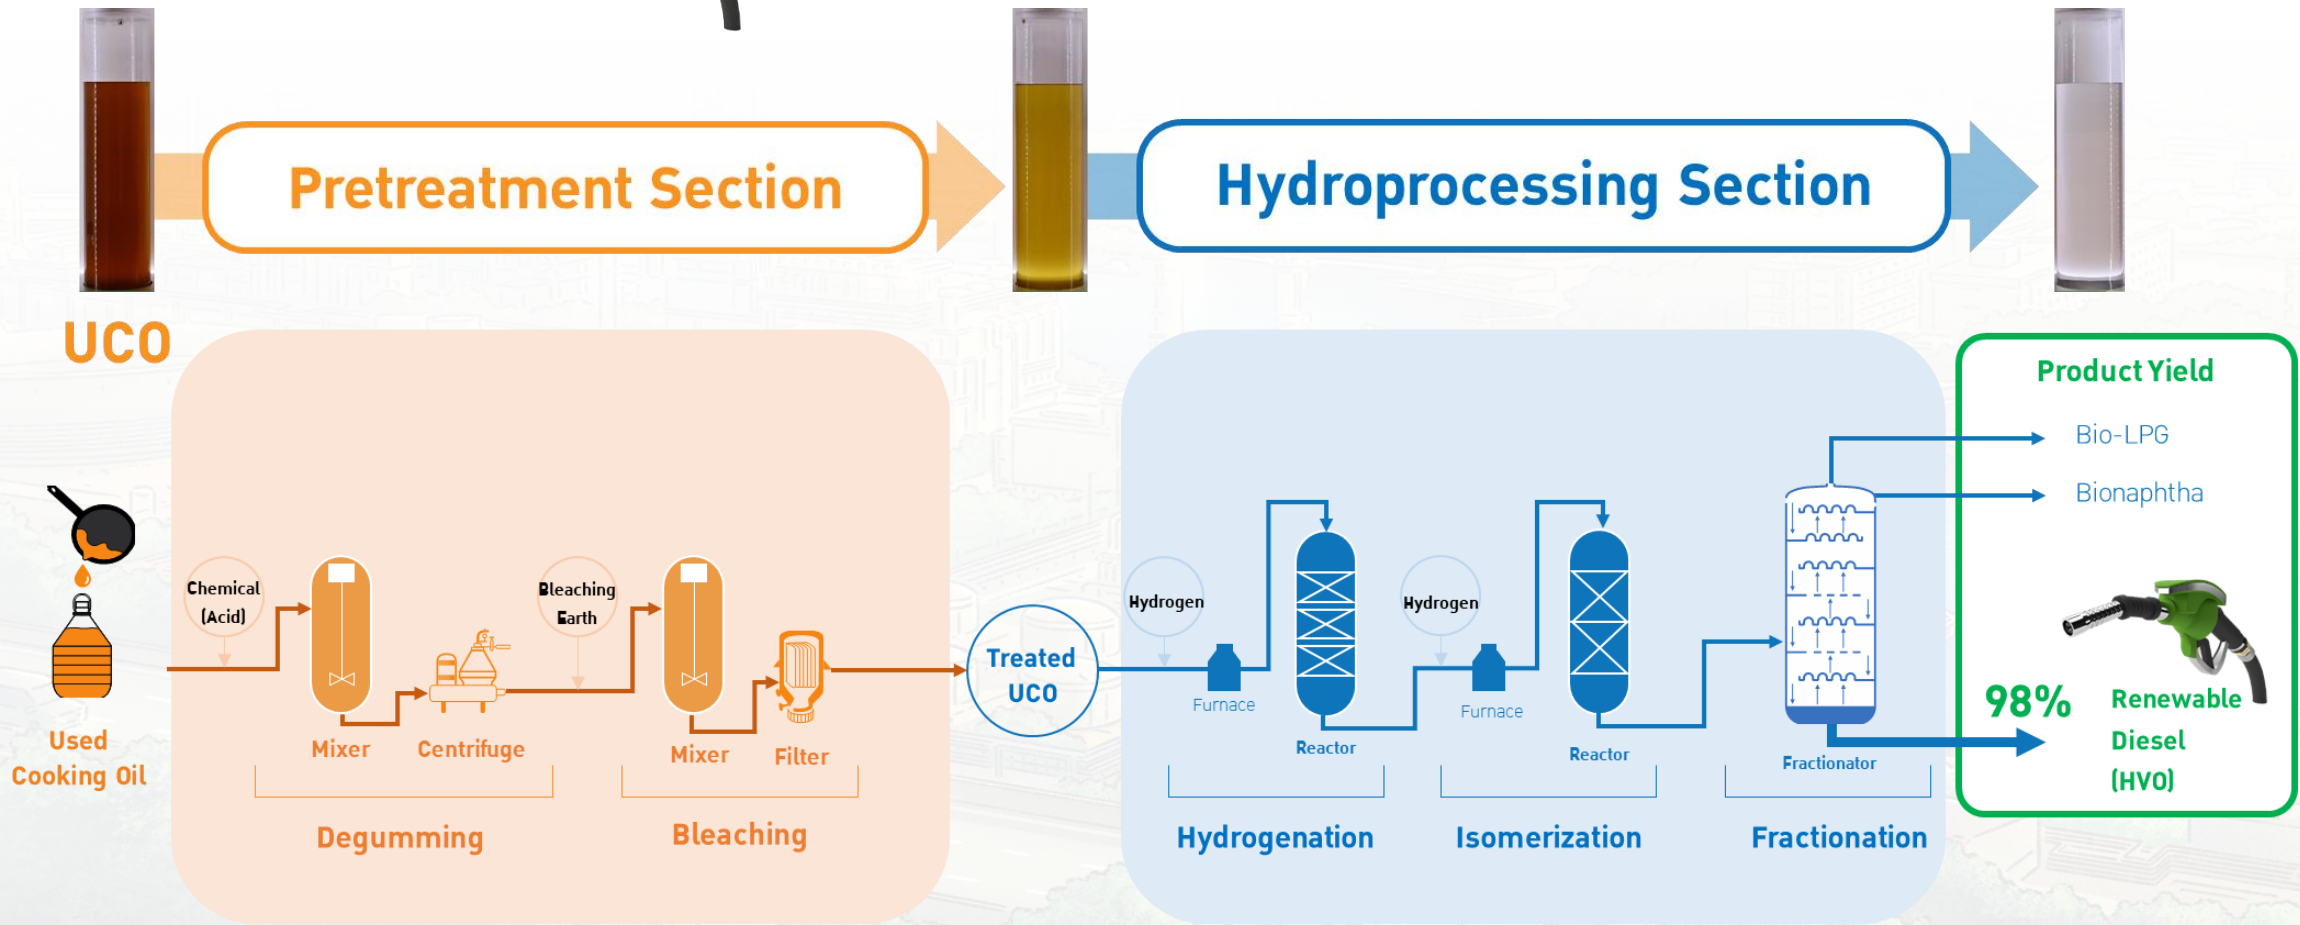 Pretreatment Section
Hydroprocessing Section
UCO
Product Yield
Bio-LPG
Bionaphtha
98%
Renewable
Diesel
(HVO)
Used
Cooking Oil
Chemical
(Acid)
Mixer
Centrifuge
Degumming
Bleaching
Earth
Mixer
Filter
Bleaching
Treated
UCO
Hydrogen
Furnace
Reactor
Hydrogenation
Hydrogen
Furnace
Reactor
Isomerization
Fractionator
Fractionation